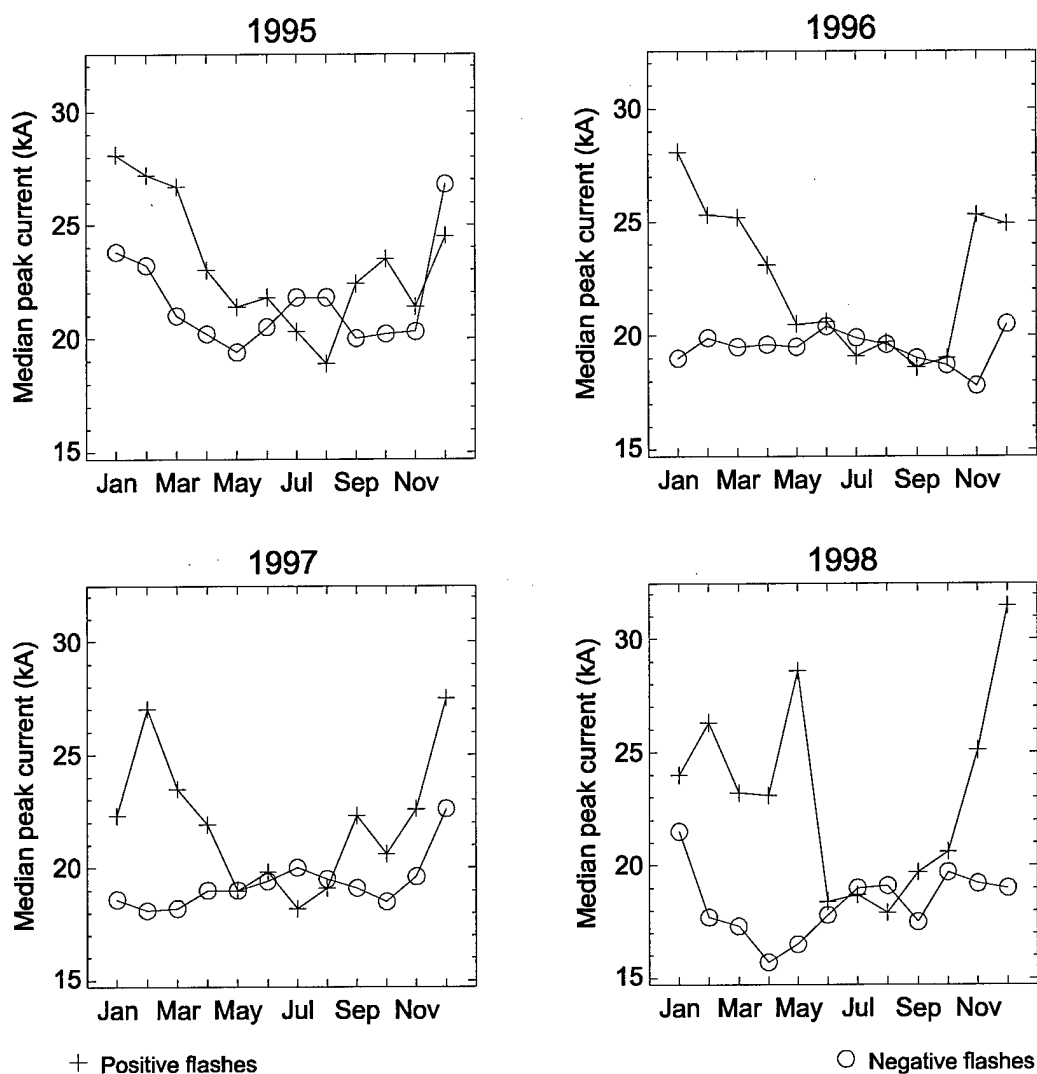 1995
Median peak current (kA)
30
25
20
15
Jan Mar May Jul Sep Nov
1996
Median peak current (kA)
30
25
20
15
Jan Mar May Jul Sep Nov
1997
Median peak current (kA)
30
25
20
15
Jan Mar May Jul Sep Nov
1998
Median peak current (kA)
30
25
20
15
Jan Mar May Jul Sep Nov
Positive flashes
Negative flashes